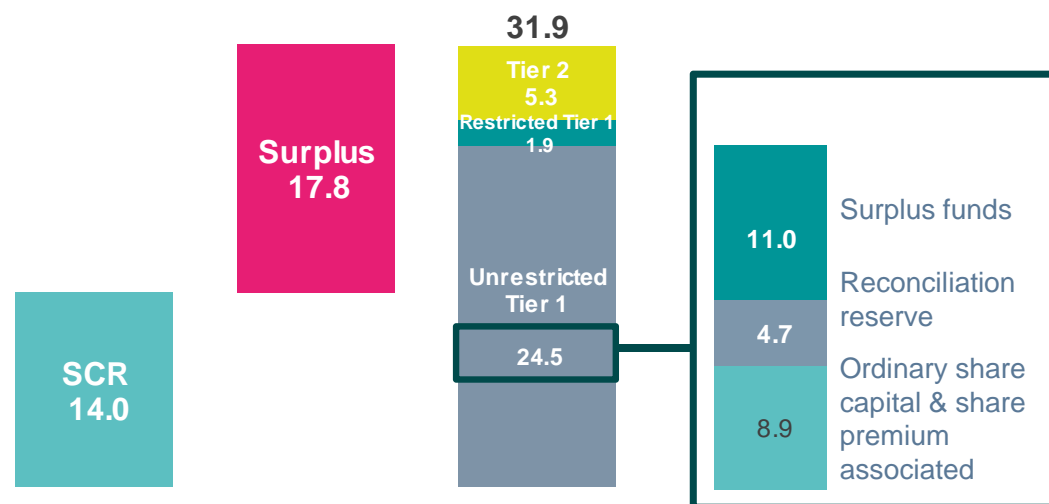 31.9
Tier 2
5.3
Restricted Tier 1
1.9
Surplus
17.8
Unrestricted
Tier 1
24.5
SCR
14.0
11.0
Surplus funds
4.7
Reconciliation
reserve
8.9
Ordinary share
capital & share
premium
associated